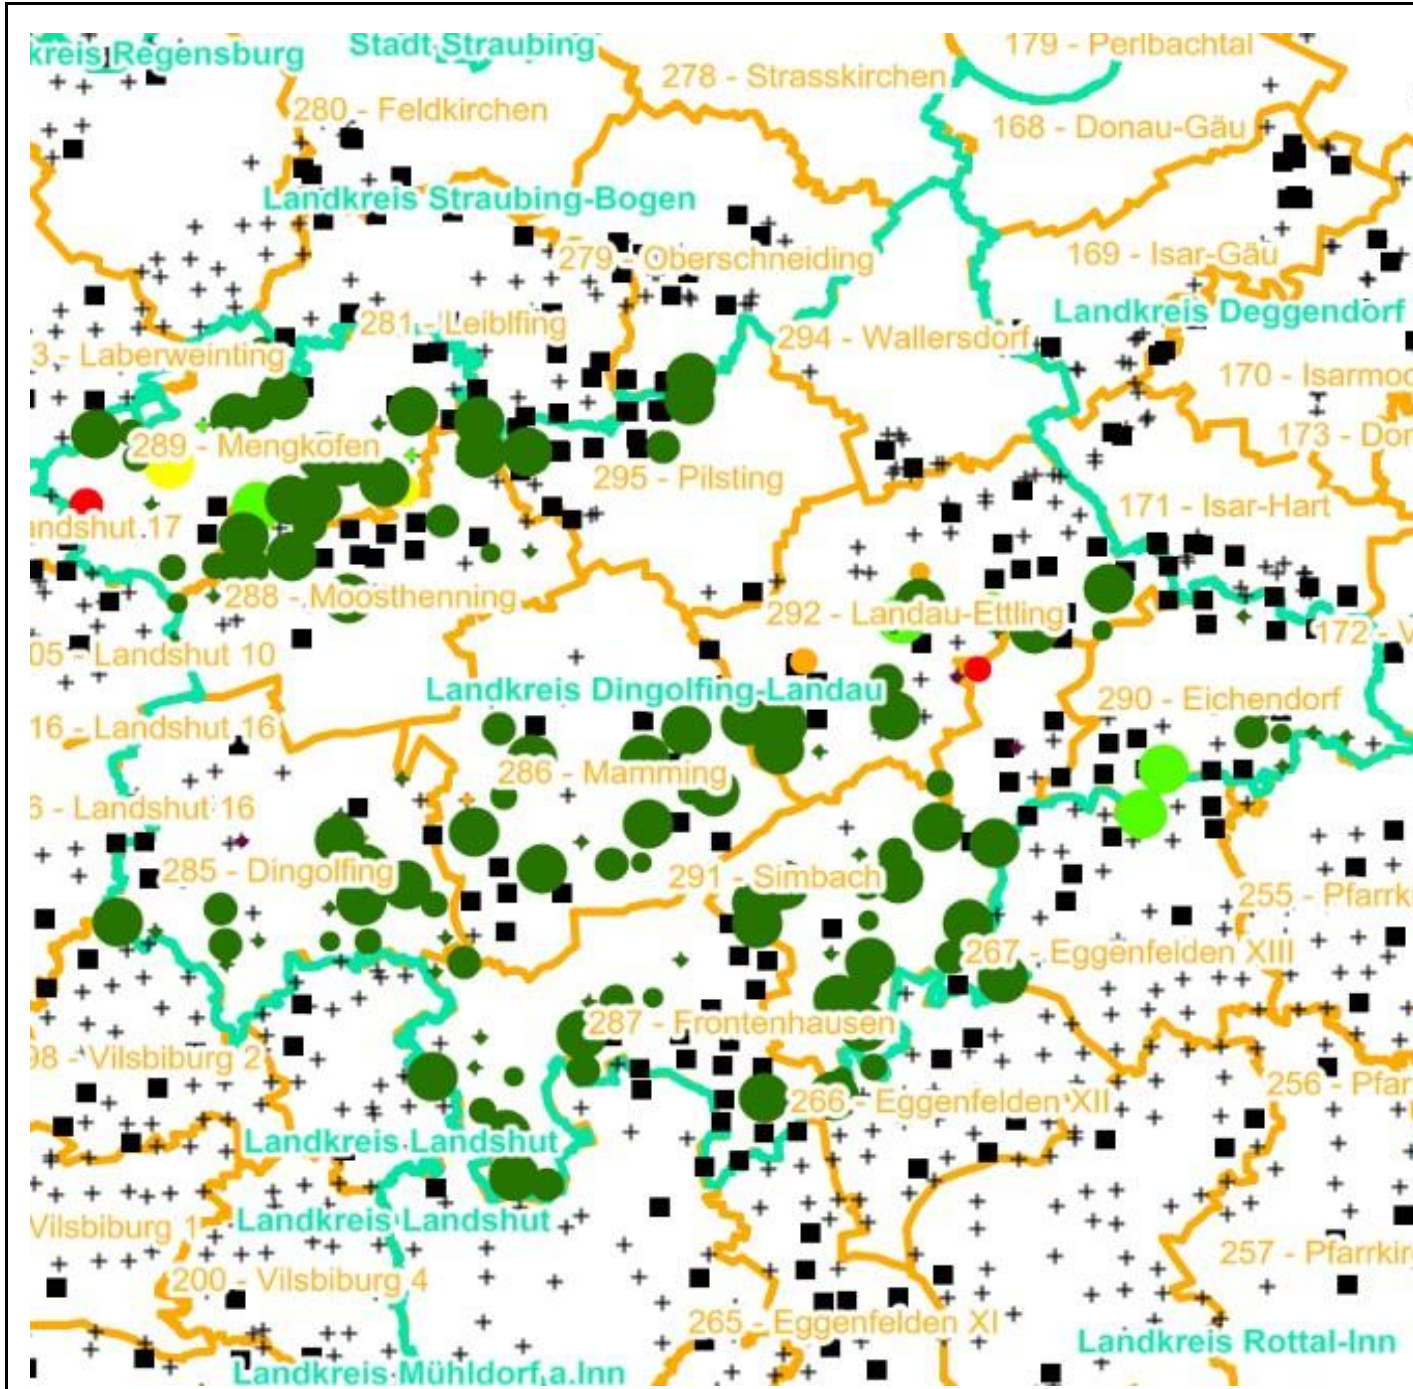 kreis Regensburg
Stadt Straubing
179 - Perlbachtal
278 - Strasskirchen
280 - Feldkirchen
168 - Donau-Gäu
Landkreis Straubing-Bogen
279 - Oberschneiding
169 - Isar-Gäu
Landkreis Deggendorf
281 - Leiblfing
294 - Wallersdorf
3 - Laberweinting
170 - Isarmoo
289 - Mengkofen
173 - Dor
295 - Pilsting
171 - Isar-Hart
andshut 17
288 - Moosthenning
292 - Landau-Ettling
172 - V
05 - Landshut 10
Landkreis Dingolfing-Landau
290 - Eichendorf
16 - Landshut 16
286 - Mamming
6 - Landshut 16
285 - Dingolfing
291 - Simbach
255 - Pfarrk
267 - Eggenfelden XIII
287 - Frontenhausen
98 - Vilsbiburg 2
256 - Pfar
266 - Eggenfelden XII
Landkreis Landshut
Landkreis Landshut
Vilsbiburg 1
257 - Pfarrkir
200 - Vilsbiburg 4
265 - Eggenfelden XI
Landkreis Rottal-Inn
Landkreis Mühldorf a.Inn